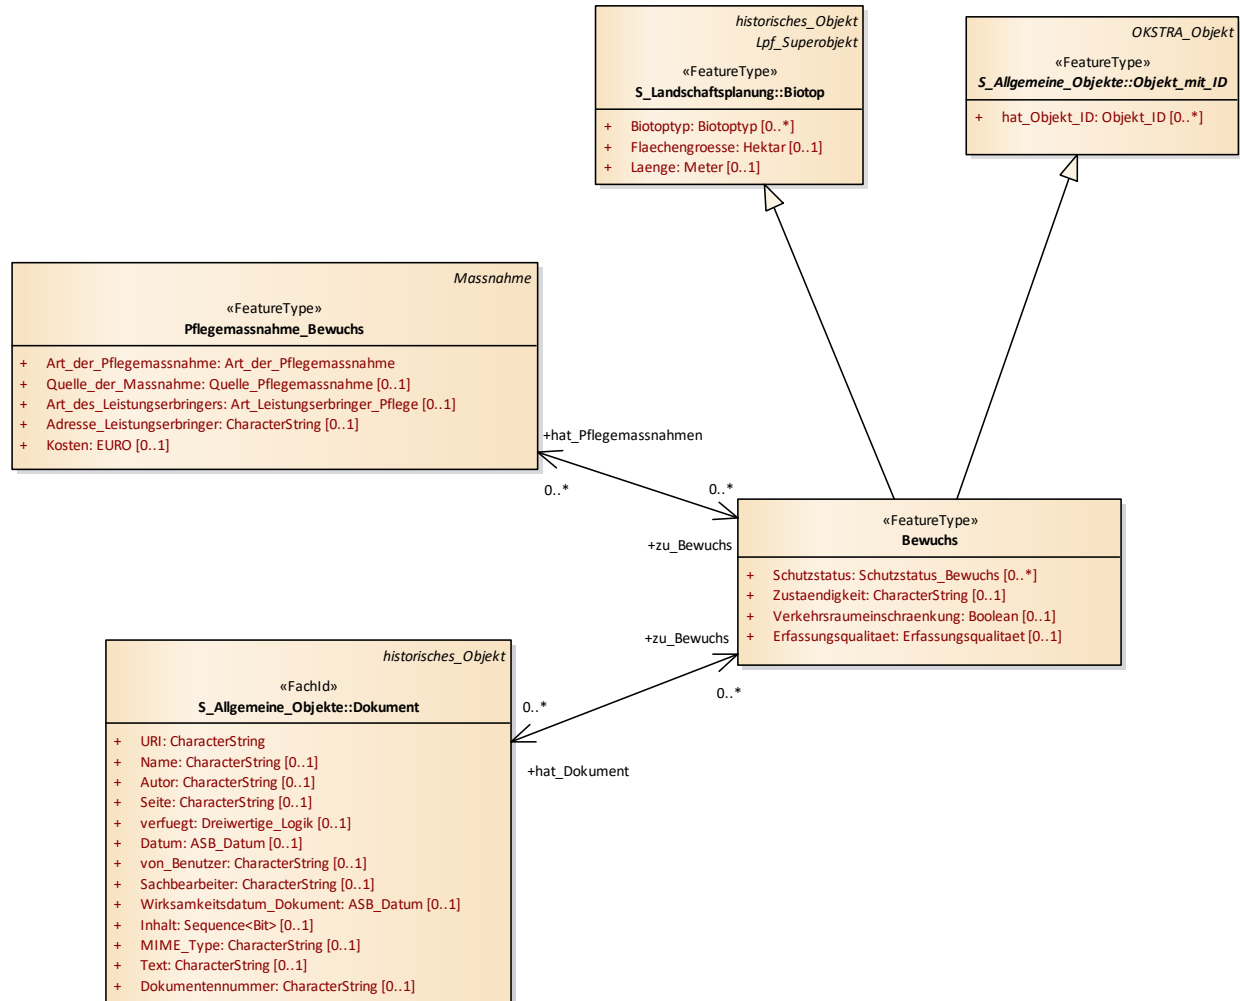 historisches_Objekt
Lpf_Superobjekt
«FeatureType»
S_Landschaftsplanung::Biotop
+ Biotoptyp: Biotoptyp [0..*]
+ Flaechengroesse: Hektar [0..1]
+ Laenge: Meter [0..1]
OKSTRA_Objekt
«FeatureType»
S_Allgemeine_Objekte::Objekt_mit_ID
+ hat_Objekt_ID: Objekt_ID [0..*]
Massnahme
«FeatureType»
Pflegemassnahme_Bewuchs
+ Art_der_Pflegemassnahme: Art_der_Pflegemassnahme
+ Quelle_der_Massnahme: Quelle_Pflegemassnahme [0..1]
+ Art_des_Leistungserbringers: Art_Leistungserbringer_Pflege [0..1]
+ Adresse_Leistungserbringer: CharacterString [0..1]
+ Kosten: EURO [0..1]
+hat_Pflegemassnahmen
0..*
0..*
+zu_Bewuchs
«FeatureType»
Bewuchs
+ Schutzstatus: Schutzstatus_Bewuchs [0..*]
+ Zustaendigkeit: CharacterString [0..1]
+ Verkehrsraumeinschraenkung: Boolean [0..1]
+ Erfassungsqualitaet: Erfassungsqualitaet [0..1]
+zu_Bewuchs
0..*
0..*
+hat_Dokument
historisches_Objekt
«FachId»
S_Allgemeine_Objekte::Dokument
+ URI: CharacterString
+ Name: CharacterString [0..1]
+ Autor: CharacterString [0..1]
+ Seite: CharacterString [0..1]
+ verfuegt: Dreiwertige_Logik [0..1]
+ Datum: ASB_Datum [0..1]
+ von_Benutzer: CharacterString [0..1]
+ Sachbearbeiter: CharacterString [0..1]
+ Wirksamkeitsdatum_Dokument: ASB_Datum [0..1]
+ Inhalt: Sequence<Bit> [0..1]
+ MIME_Type: CharacterString [0..1]
+ Text: CharacterString [0..1]
+ Dokumentennummer: CharacterString [0..1]